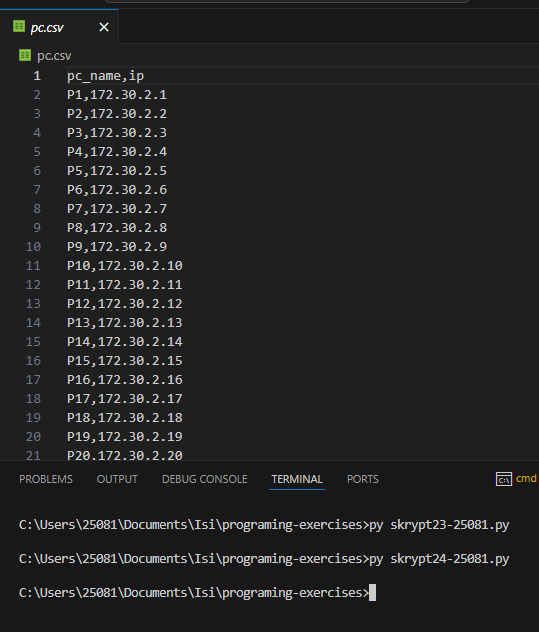 pc.csv ×
pc.csv
1 pc_name,ip
2 P1,172.30.2.1
3 P2,172.30.2.2
4 P3,172.30.2.3
5 P4,172.30.2.4
6 P5,172.30.2.5
7 P6,172.30.2.6
8 P7,172.30.2.7
9 P8,172.30.2.8
10 P9,172.30.2.9
11 P10,172.30.2.10
12 P11,172.30.2.11
13 P12,172.30.2.12
14 P13,172.30.2.13
15 P14,172.30.2.14
16 P15,172.30.2.15
17 P16,172.30.2.16
18 P17,172.30.2.17
19 P18,172.30.2.18
20 P19,172.30.2.19
21 P20,172.30.2.20
PROBLEMS OUTPUT DEBUG CONSOLE TERMINAL PORTS cmd
C:\Users\25081\Documents\Isi\programing-exercises>py skrypt23-25081.py
C:\Users\25081\Documents\Isi\programing-exercises>py skrypt24-25081.py
C:\Users\25081\Documents\Isi\programing-exercises>